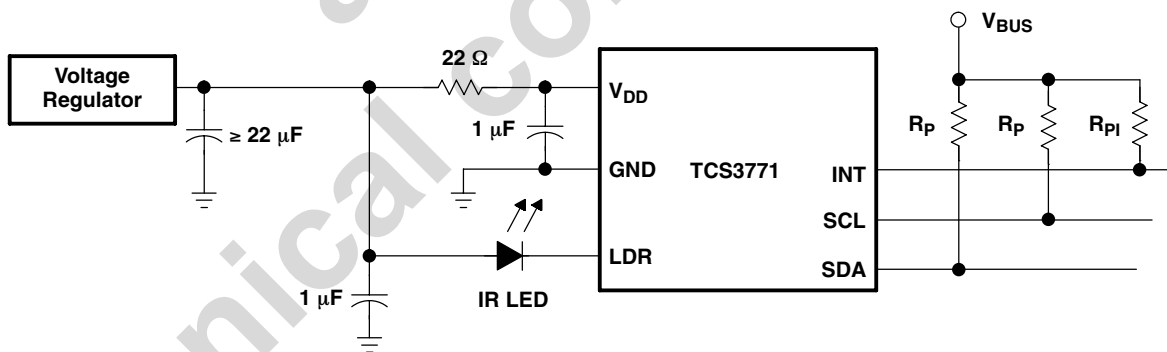 V_BUS
22 Ω
Voltage
Regulator
V_DD
≥ 22 μF
1 μF
R_P
R_P
R_PI
GND
TCS3771
INT
SCL
LDR
SDA
1 μF
IR LED